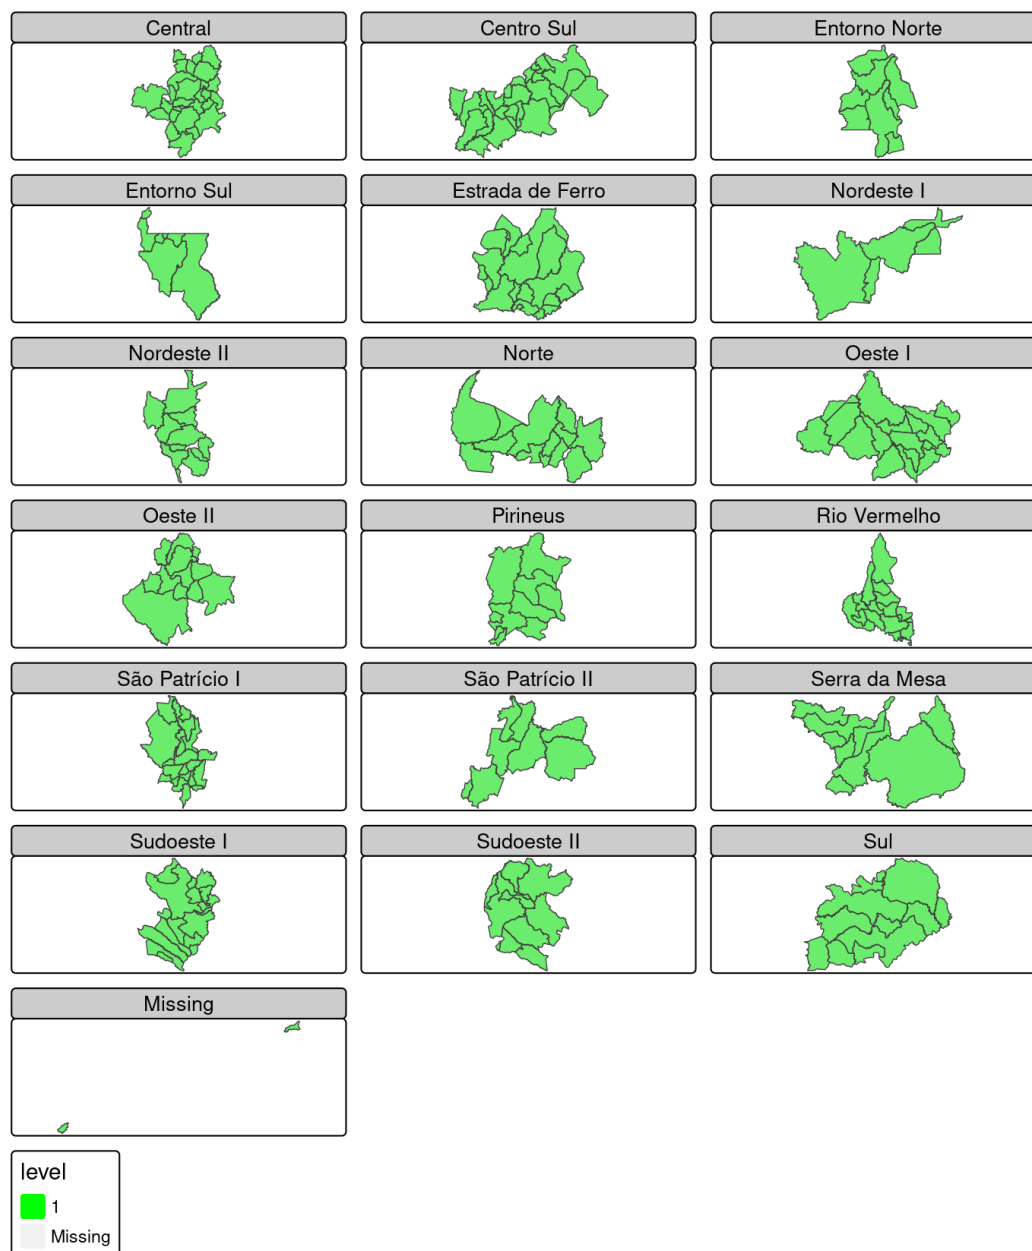 Central
Centro Sul
Entorno Norte
Entorno Sul
Estrada de Ferro
Nordeste I
Nordeste II
Norte
Oeste I
Oeste II
Pirineus
Rio Vermelho
São Patrício I
São Patrício II
Serra da Mesa
Sudoeste I
Sudoeste II
Sul
Missing
level
1
Missing